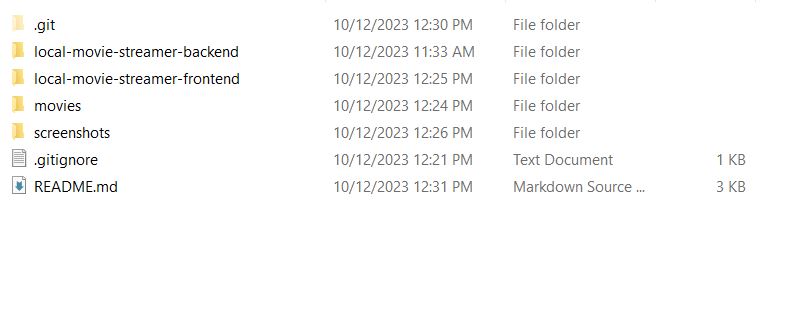 .git 10/12/2023 12:30 PM File folder
local-movie-streamer-backend 10/12/2023 11:33 AM File folder
local-movie-streamer-frontend 10/12/2023 12:25 PM File folder
movies 10/12/2023 12:24 PM File folder
screenshots 10/12/2023 12:26 PM File folder
.gitignore 10/12/2023 12:21 PM Text Document 1 KB
README.md 10/12/2023 12:31 PM Markdown Source ... 3 KB